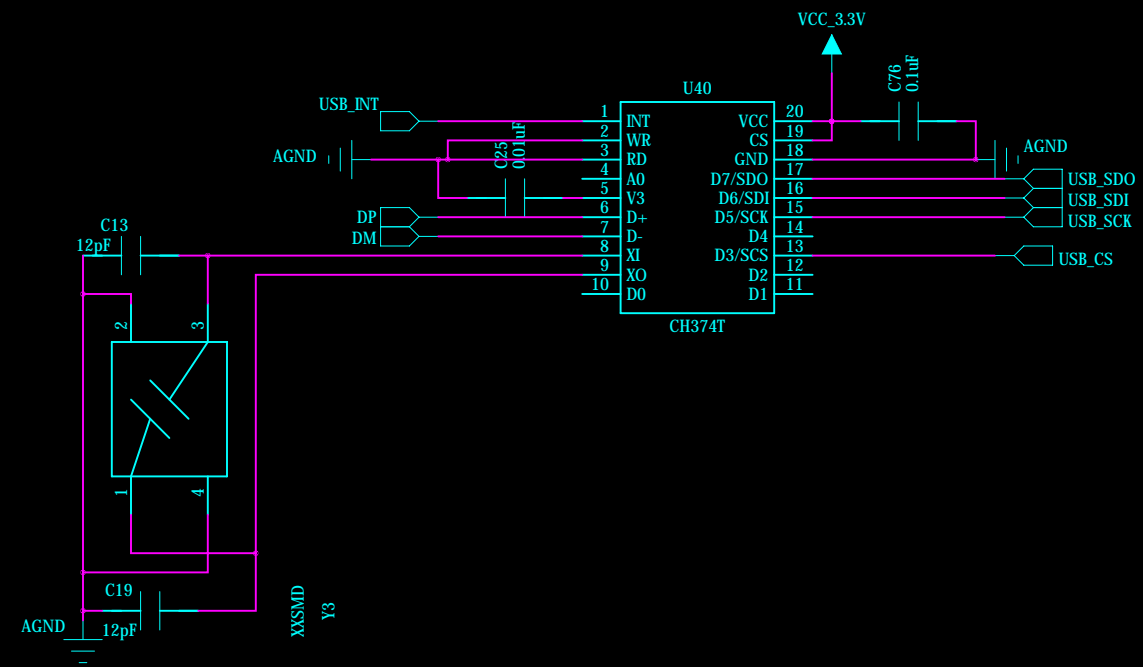 VCC_3.3V
C76
0.1uF
U40
USB_INT
1
INT
VCC
20
2
WR
CS
19
C25
0.01uF
AGND
3
RD
GND
18
AGND
4
A0
D7/SDO
17
USB_SDO
5
V3
D6/SDI
16
USB_SDI
DP
6
D+
D5/SCK
15
USB_SCK
DM
7
D-
D4
14
C13
12pF
8
XI
D3/SCS
13
USB_CS
9
XO
D2
12
10
D0
D1
11
CH374T
2
3
1
4
C19
12pF
AGND
XXSMD
Y3